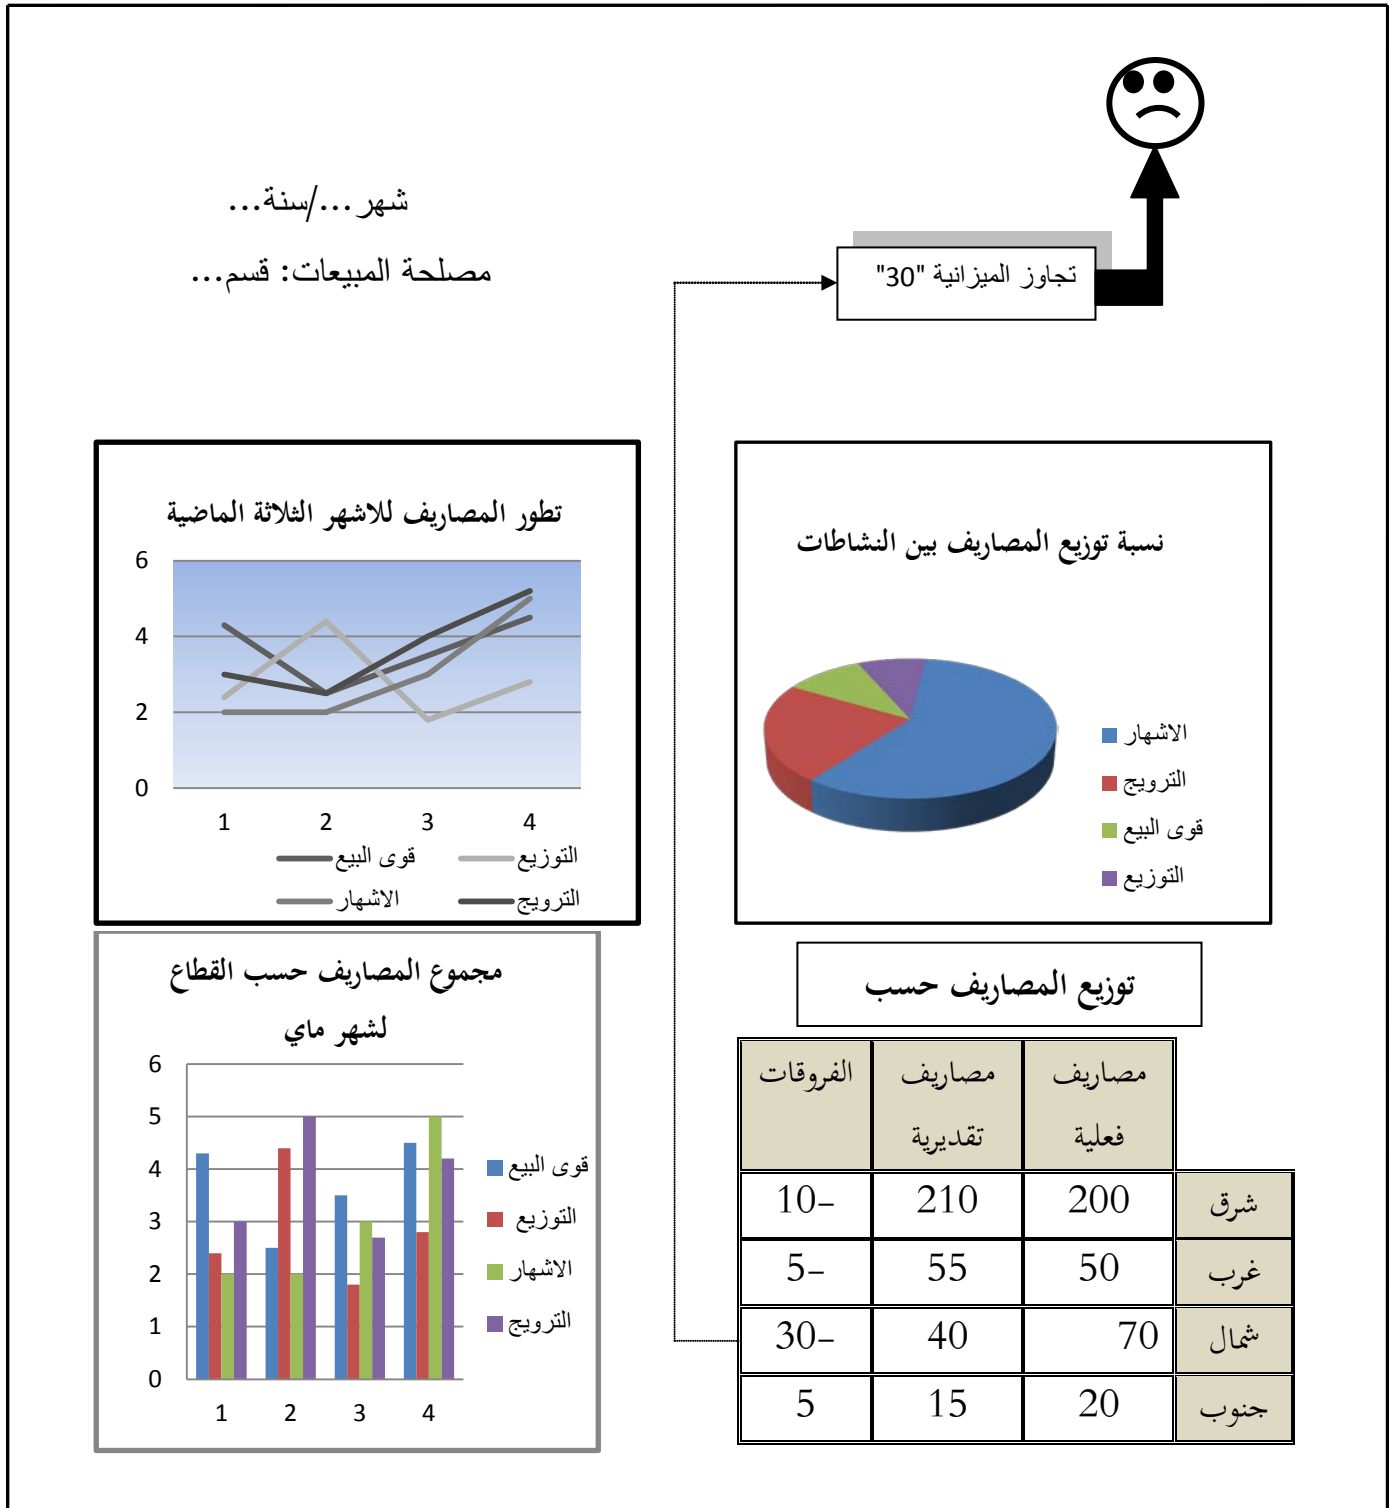 شهر.../سنة...
مصلحة المبيعات: قسم...
تجاوز الميزانية "30"
نسبة توزيع المصاريف بين النشاطات
الاشهار
الترويج
قوى البيع
التوزيع
تطور المصاريف للاشهر الثلاثة الماضية
6
4
2
0
1 2 3 4
قوى البيع التوزيع
الاشهار الترويج
توزيع المصاريف حسب
مصاريف فعلية مصاريف تقديرية الفروقات
شرق 200 210 10-
غرب 50 55 5-
شمال 70 40 30-
جنوب 20 15 5
مجموع المصاريف حسب القطاع
لشهر ماي
6
5
4
3
2
1
0
1 2 3 4
قوى البيع
التوزيع
الاشهار
الترويج